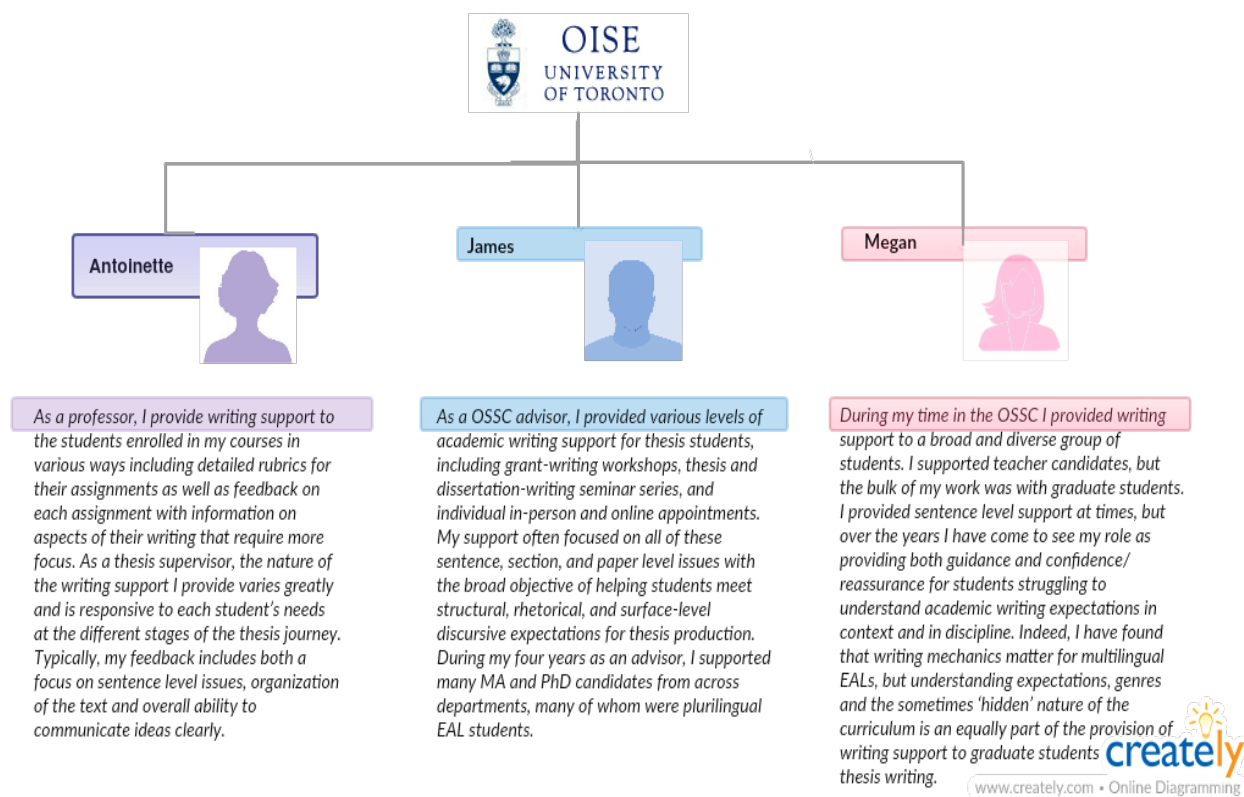 OISE
UNIVERSITY
OF TORONTO
Antoinette
James
Megan
As a professor, I provide writing support to
the students enrolled in my courses in
various ways including detailed rubrics for
their assignments as well as feedback on
each assignment with information on
aspects of their writing that require more
focus. As a thesis supervisor, the nature of
the writing support I provide varies greatly
and is responsive to each student's needs
at the different stages of the thesis journey.
Typically, my feedback includes both a
focus on sentence level issues, organization
of the text and overall ability to
communicate ideas clearly.
As a OSSC advisor, I provided various levels of
academic writing support for thesis students,
including grant-writing workshops, thesis and
dissertation-writing seminar series, and
individual in-person and online appointments.
My support often focused on all of these
sentence, section, and paper level issues with
the broad objective of helping students meet
structural, rhetorical, and surface-level
discursive expectations for thesis production.
During my four years as an advisor, I supported
many MA and PhD candidates from across
departments, many of whom were plurilingual
EAL students.
During my time in the OSSC I provided writing
support to a broad and diverse group of
students. I supported teacher candidates, but
the bulk of my work was with graduate students.
I provided sentence level support at times, but
over the years I have come to see my role as
providing both guidance and confidence/
reassurance for students struggling to
understand academic writing expectations in
context and in discipline. Indeed, I have found
that writing mechanics matter for multilingual
EALs, but understanding expectations, genres
and the sometimes 'hidden' nature of the
curriculum is an equally part of the provision of
writing support to graduate students
thesis writing.
creately
www.creately.com • Online Diagramming